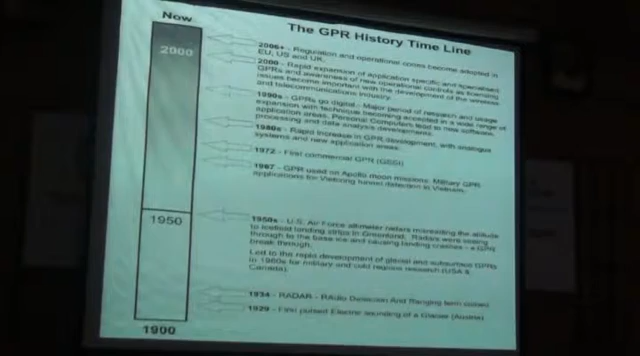 Now
The GPR History Time Line
2000
2006+ - Regulation and operational codes become adopted in
EU, US and UK.
2000 - Rapid expansion of application specific and specialised
GPRs and awareness of new operational controls as licensing
issues become important with the development of the wireless
and telecommunications industry.
1990s - GPRs go digital - Major period of research and usage
expansion with technique becoming accepted in a wide range of
application areas. Personal Computers lead to new software,
processing and data analysis developments.
1980s - Rapid increase in GPR development, with analogue
systems and new application areas.
1972 - First commercial GPR (GSSI)
1967 - GPR used on Apollo moon missions. Military GPR
applications for Vietcong tunnel detection in Vietnam.
1950
1950s - U.S. Air Force altimeter radars misreading the altitude
to icefield landing strips in Greenland. Radars were seeing
through to the base ice and causing landing crashes - a GPR
break through.
Led to the rapid development of glacial and subsurface GPRs
in 1960s for military and cold regions research (USA &
Canada).
1934 - RADAR - RAdio Detection And Ranging term coined
1929 - First pulsed Electric sounding of a Glacier (Austria)
1900